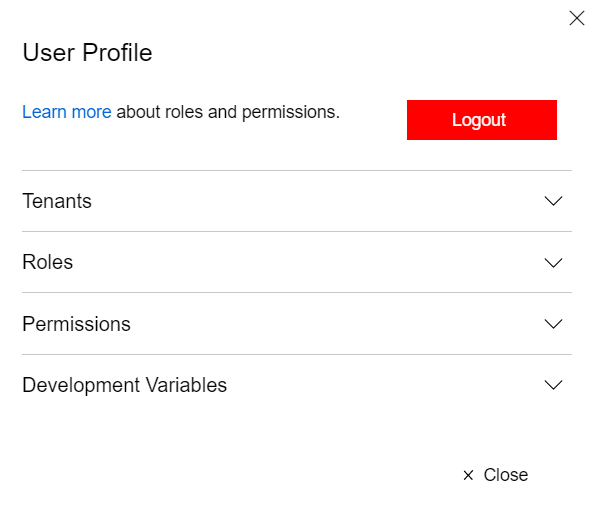 User Profile
Learn more about roles and permissions.
Logout
Tenants
Roles
Permissions
Development Variables
Close